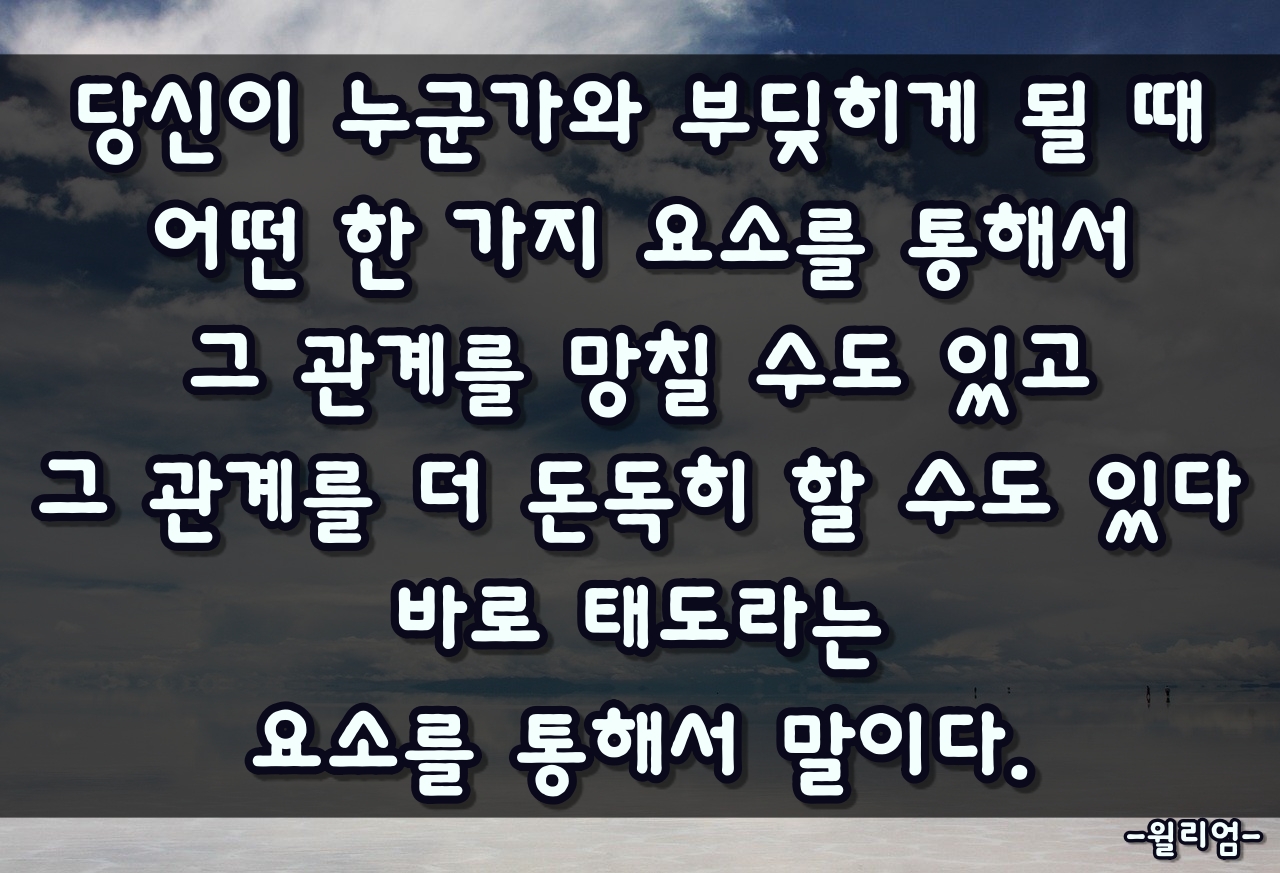 당신이 누군가와 부딪히게 될 때
어떤 한 가지 요소를 통해서
그 관계를 망칠 수도 있고
그 관계를 더 돈독히 할 수도 있다
바로 태도라는
요소를 통해서 말이다.
-윌리엄-